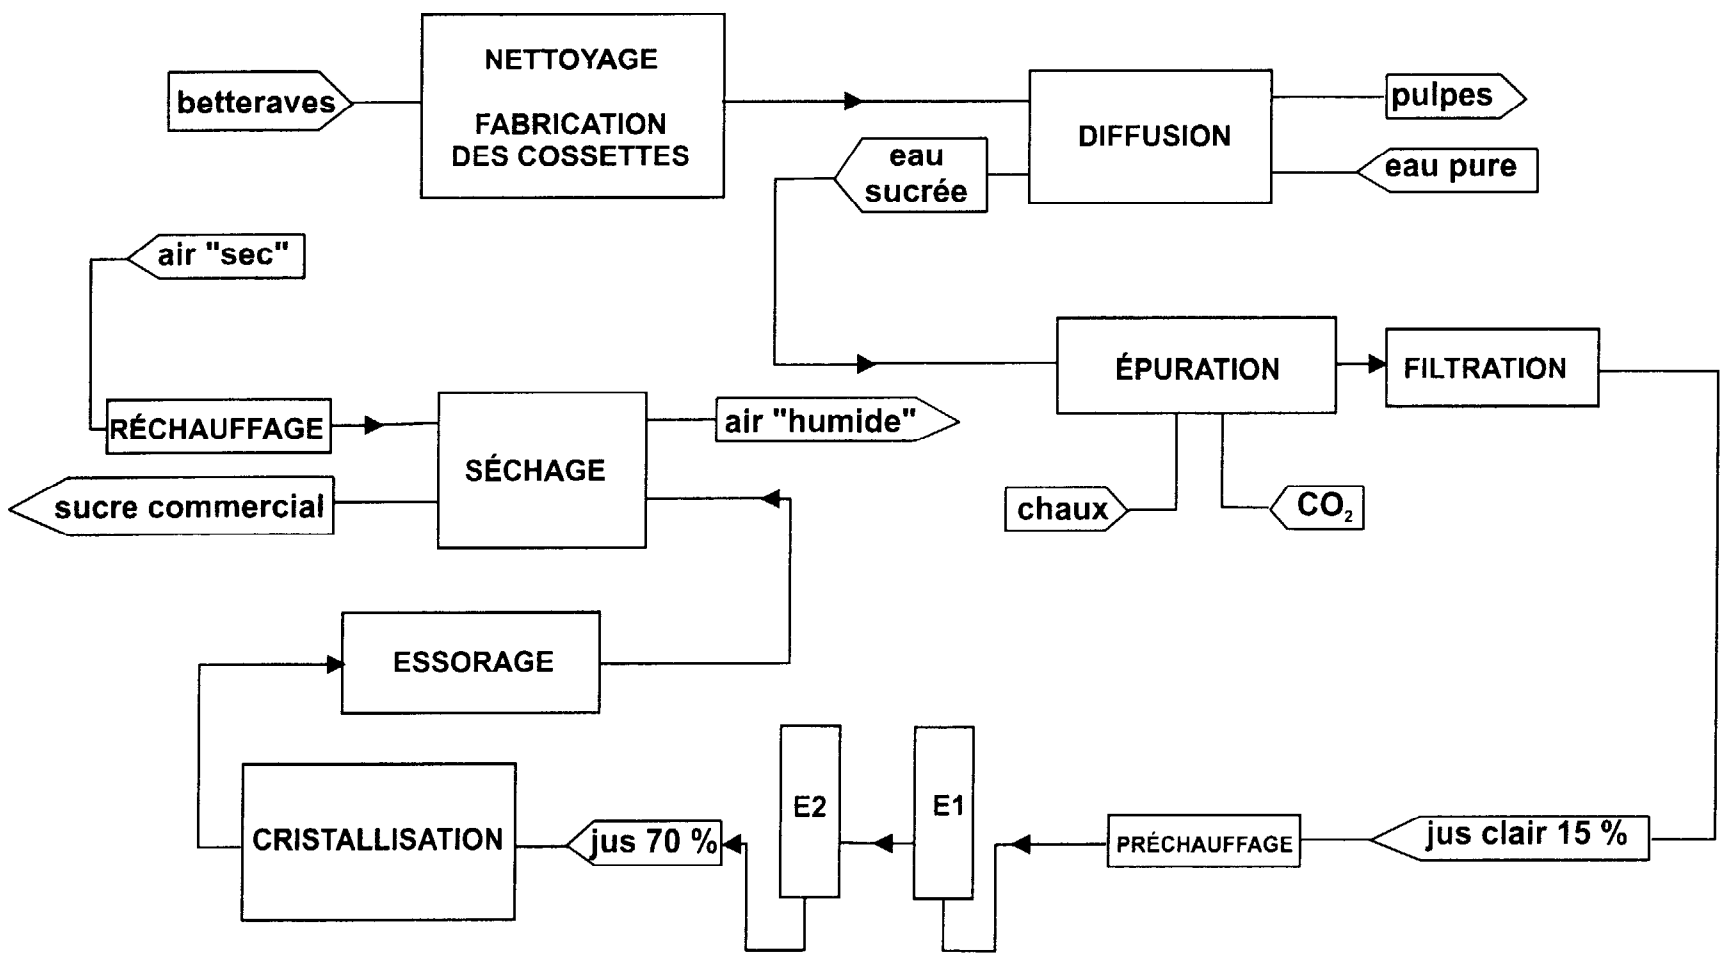 NETTOYAGE
FABRICATION
DES COSSETTES
betteraves
DIFFUSION
pulpes
eau pure
eau
sucrée
air "sec"
ÉPURATION
FILTRATION
RÉCHAUFFAGE
SÉCHAGE
air "humide"
sucre commercial
chaux
CO₂
ESSORAGE
CRISTALLISATION
jus 70 %
E2
E1
PRÉCHAUFFAGE
jus clair 15 %